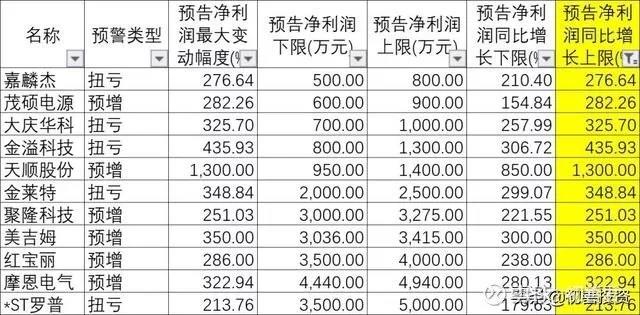 名称 预警类型 预告净利润最大变动幅度(% 预告净利润下限(万元) 预告净利润上限(万元) 预告净利润同比增长下限(% 预告净利润同比增长上限(%
嘉麟杰 扭亏 276.64 500.00 800.00 210.40 276.64
茂硕电源 预增 282.26 600.00 900.00 154.84 282.26
大庆华科 扭亏 325.70 700.00 1,000.00 257.99 325.70
金溢科技 扭亏 435.93 800.00 1,300.00 306.72 435.93
天顺股份 预增 1,300.00 950.00 1,400.00 850.00 1,300.00
金莱特 扭亏 348.84 2,000.00 2,500.00 299.07 348.84
聚隆科技 预增 251.03 3,000.00 3,275.00 221.55 251.03
美吉姆 预增 350.00 3,036.00 3,415.00 300.00 350.00
红宝丽 预增 286.00 3,500.00 4,000.00 238.00 286.00
摩恩电气 预增 322.94 4,440.00 4,940.00 280.13 322.94
*ST罗普 扭亏 213.76 3,500.00 5,000.00 179.63 213.76
@视善投资